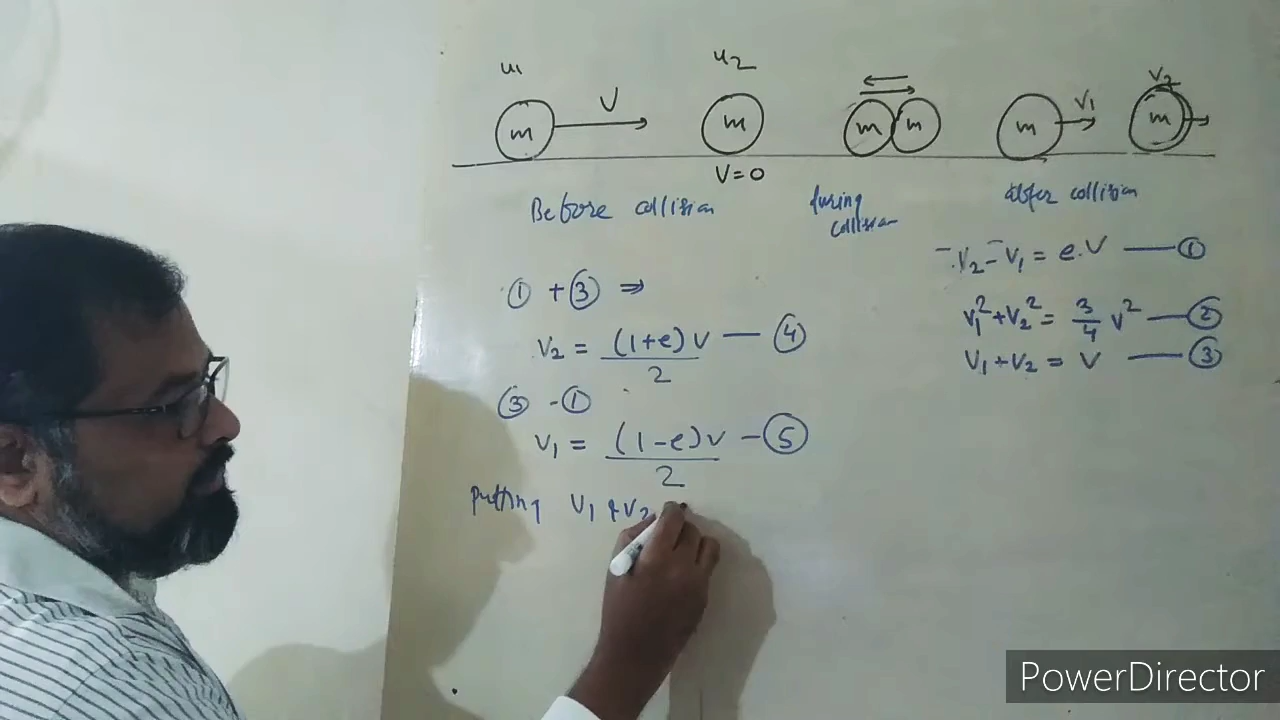 u1 u2
V V2
m m m m m V1 m
V=0
Before collision during collision after collision
V2 - V1 = e.V — ①
① + ③ ⇒
V1² + V2² = 3/4 V² — ②
V2 = (1+e)V/2 — ④
V1 + V2 = V — ③
③ - ①
V1 = (1-e)V/2 — ⑤
Putting V1 & V2
PowerDirector